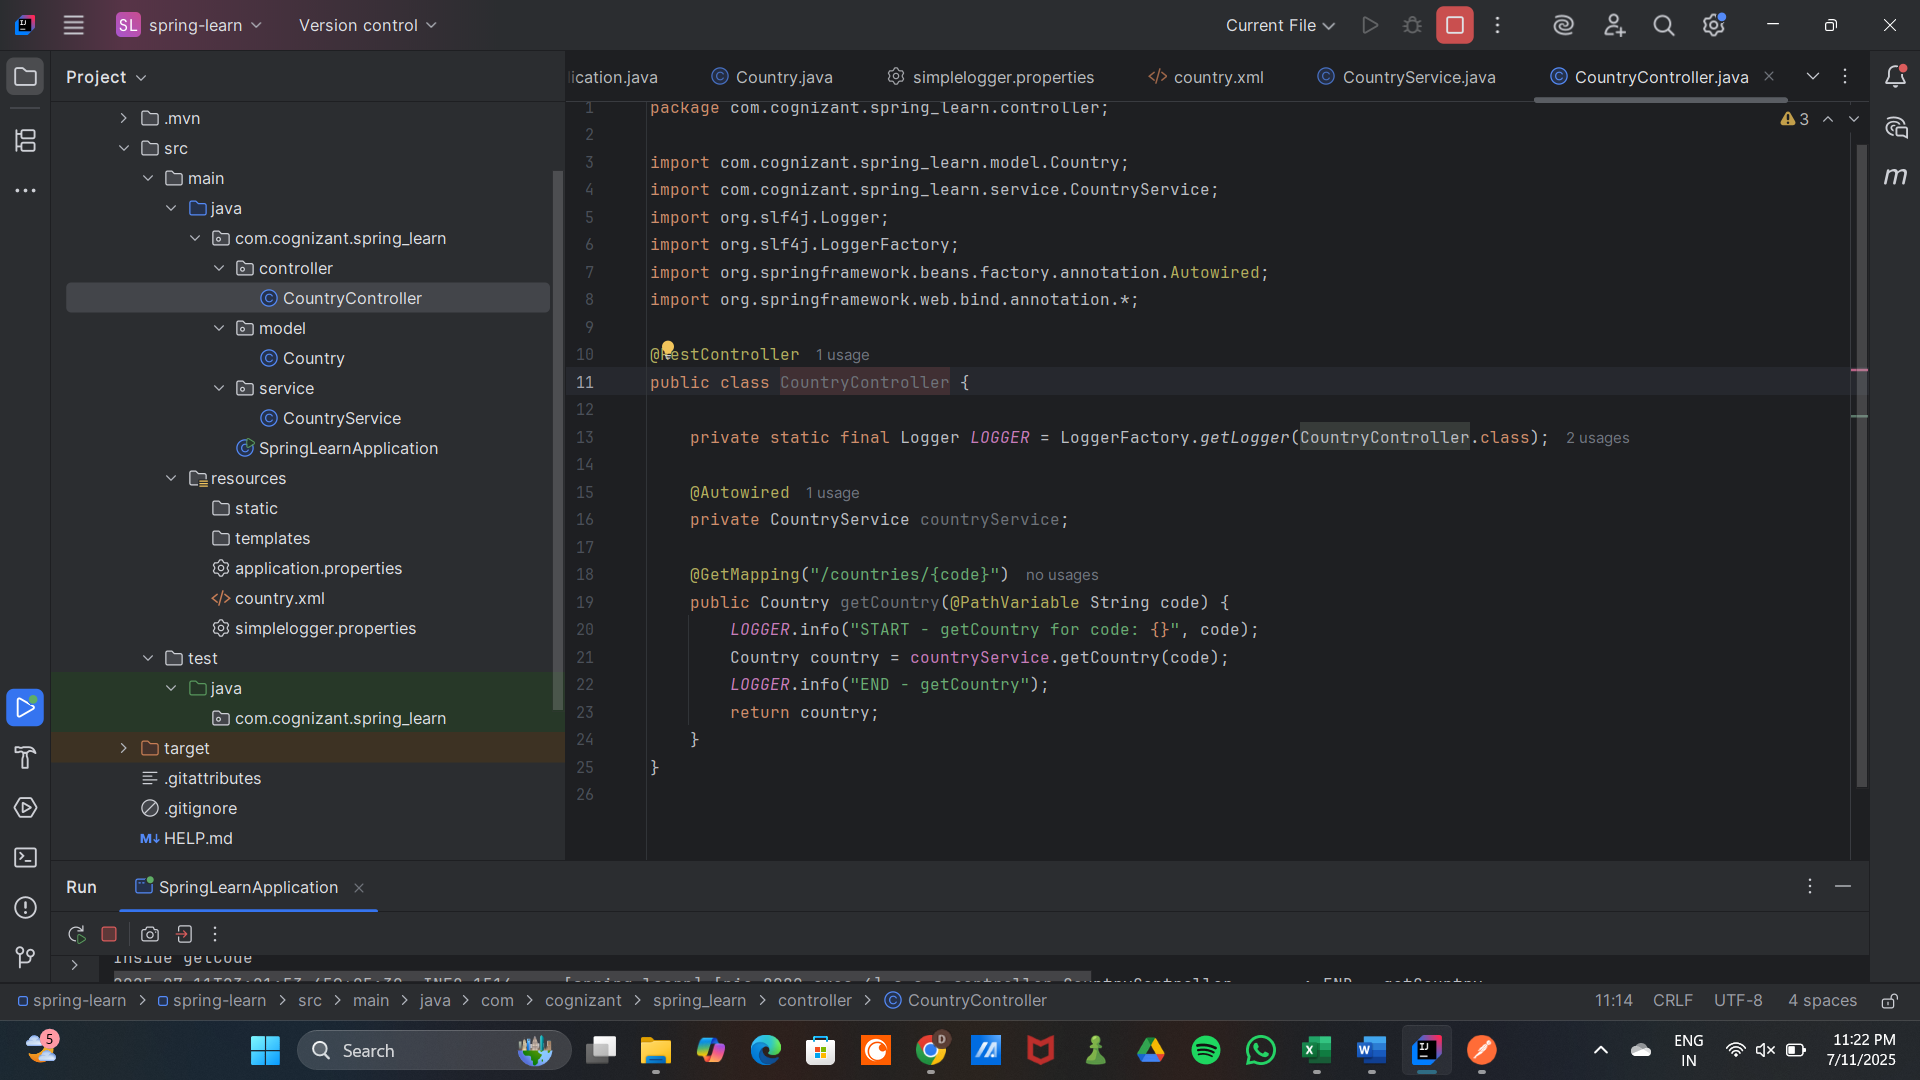 SL spring-learn
Version control
Current File
Project
.mvn
src
main
java
com.cognizant.spring_learn
controller
CountryController
model
Country
service
CountryService
SpringLearnApplication
resources
static
templates
application.properties
country.xml
simplelogger.properties
test
java
com.cognizant.spring_learn
target
.gitattributes
.gitignore
M↓ HELP.md
ication.java
Country.java
simplelogger.properties
country.xml
CountryService.java
CountryController.java
3
1 package com.cognizant.spring_learn.controller;
2
3 import com.cognizant.spring_learn.model.Country;
4 import com.cognizant.spring_learn.service.CountryService;
5 import org.slf4j.Logger;
6 import org.slf4j.LoggerFactory;
7 import org.springframework.beans.factory.annotation.Autowired;
8 import org.springframework.web.bind.annotation.*;
9
10 @RestController 1 usage
11 public class CountryController {
12
13 private static final Logger LOGGER = LoggerFactory.getLogger(CountryController.class); 2 usages
14
15 @Autowired 1 usage
16 private CountryService countryService;
17
18 @GetMapping("/countries/{code}") no usages
19 public Country getCountry(@PathVariable String code) {
20 LOGGER.info("START - getCountry for code: {}", code);
21 Country country = countryService.getCountry(code);
22 LOGGER.info("END - getCountry");
23 return country;
24 }
25 }
26
m
Run
SpringLearnApplication
Inside getCode
spring-learn > spring-learn > src > main > java > com > cognizant > spring_learn > controller > CountryController
11:14 CRLF UTF-8 4 spaces
5
Search
D
ENG
IN
11:22 PM
7/11/2025